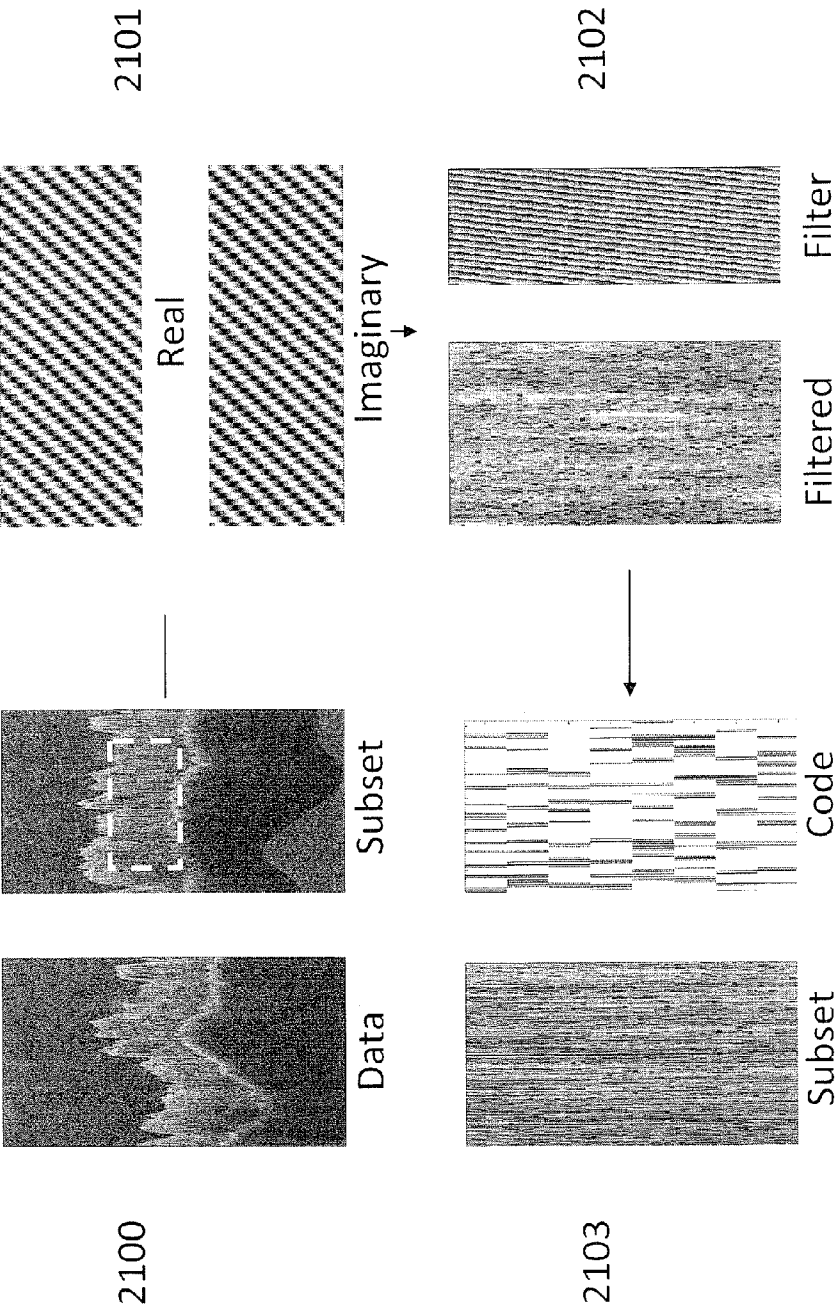 2100
2101
Real
Data
Subset
Imaginary
2103
2102
Subset
Code
Filtered
Filter